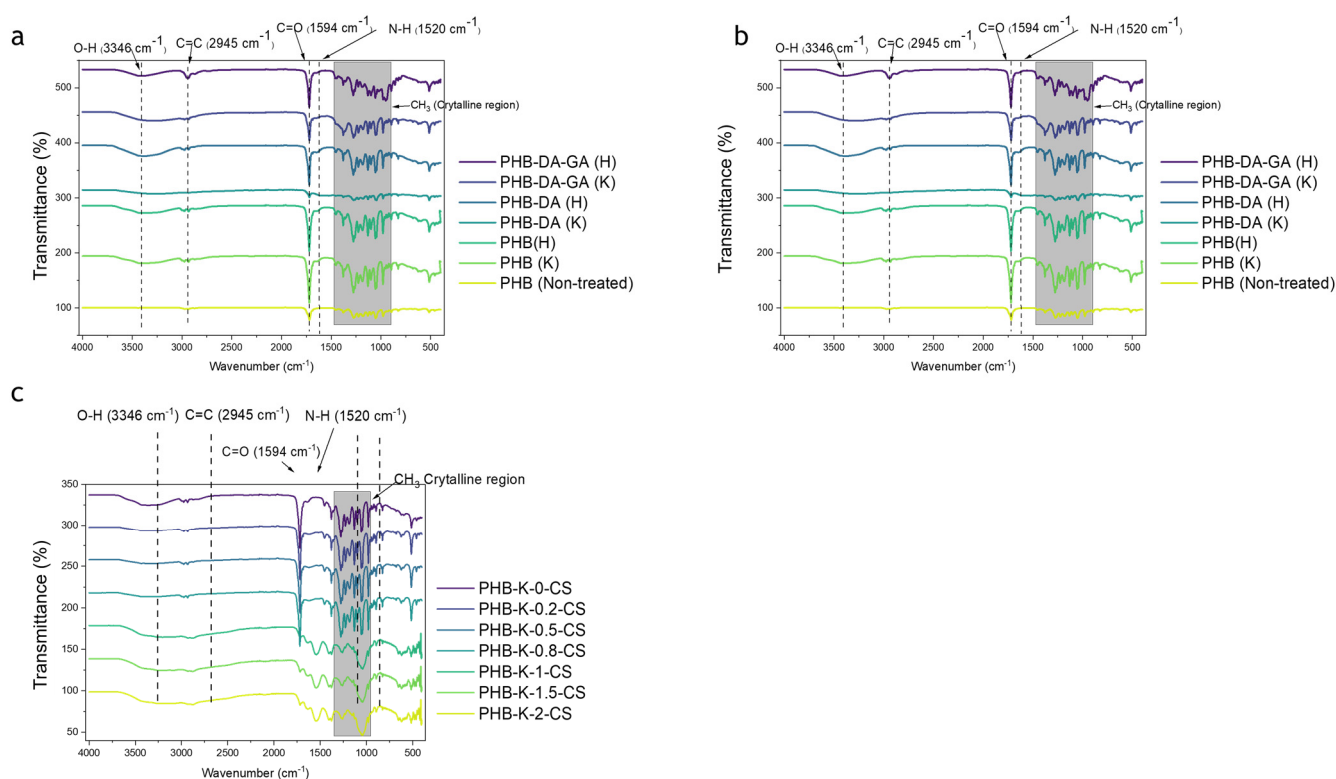 a
O-H (3346 cm-1)
C=C (2945 cm-1)
C=O (1594 cm-1)
N-H (1520 cm-1)
CH3 (Crytalline region)
Transmittance (%)
500
400
300
200
100
4000 3500 3000 2500 2000 1500 1000 500
Wavenumber (cm-1)
PHB-DA-GA (H)
PHB-DA-GA (K)
PHB-DA (H)
PHB-DA (K)
PHB(H)
PHB (K)
PHB (Non-treated)
b
O-H (3346 cm-1)
C=C (2945 cm-1)
C=O (1594 cm-1)
N-H (1520 cm-1)
CH3 (Crytalline region)
Transmittance (%)
500
400
300
200
100
4000 3500 3000 2500 2000 1500 1000 500
Wavenumber (cm-1)
PHB-DA-GA (H)
PHB-DA-GA (K)
PHB-DA (H)
PHB-DA (K)
PHB(H)
PHB (K)
PHB (Non-treated)
c
O-H (3346 cm-1)
C=C (2945 cm-1)
N-H (1520 cm-1)
C=O (1594 cm-1)
CH3 Crytalline region
Transmittance (%)
350
300
250
200
150
100
50
4000 3500 3000 2500 2000 1500 1000 500
Wavenumber (cm-1)
PHB-K-0-CS
PHB-K-0.2-CS
PHB-K-0.5-CS
PHB-K-0.8-CS
PHB-K-1-CS
PHB-K-1.5-CS
PHB-K-2-CS